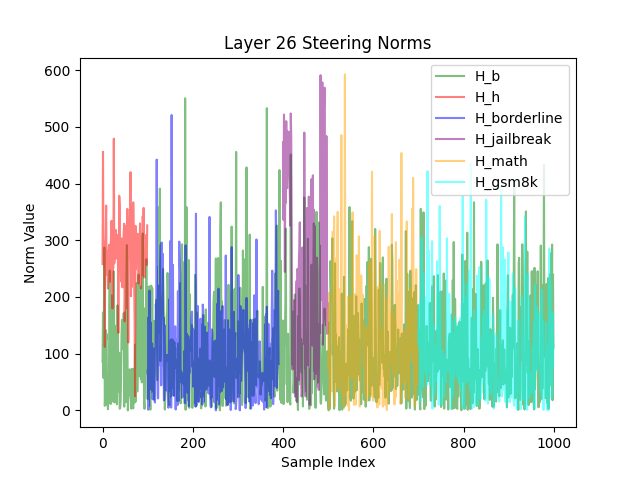 Layer 26 Steering Norms
600
500
400
300
200
100
0
Norm Value
H_b
H_h
H_borderline
H_jailbreak
H_math
H_gsm8k
0
200
400
600
800
1000
Sample Index